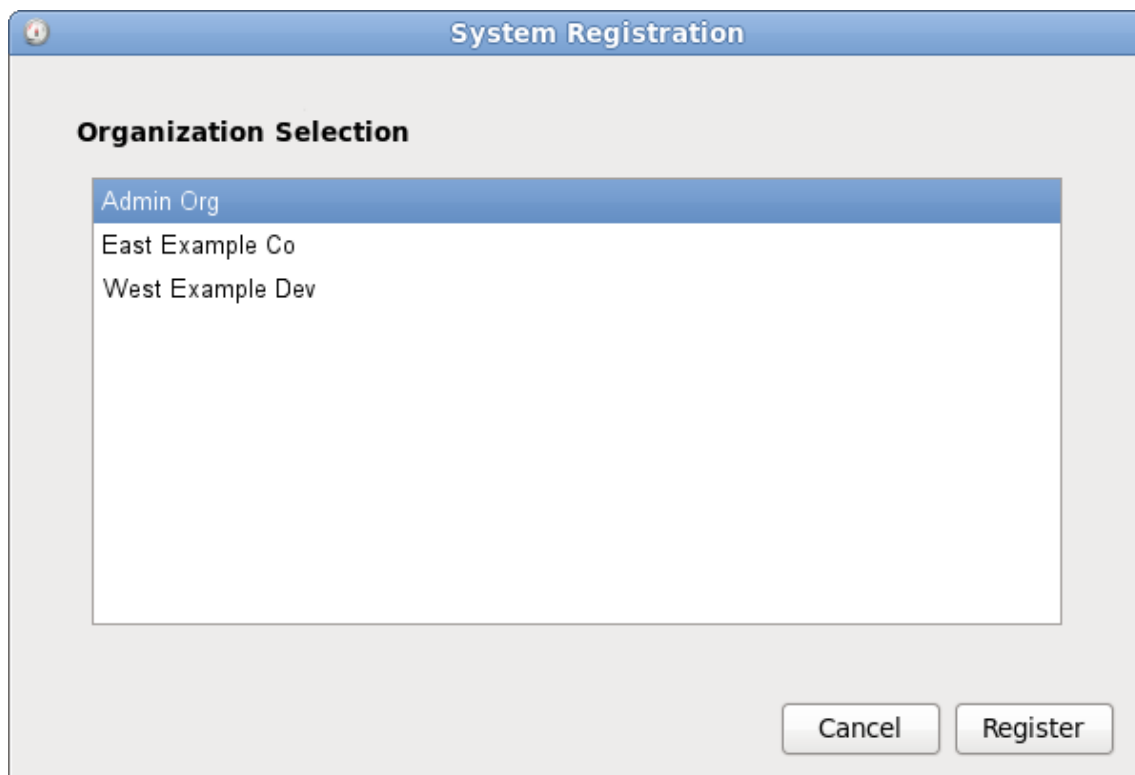 System Registration
Organization Selection
Admin Org
East Example Co
West Example Dev
Cancel Register